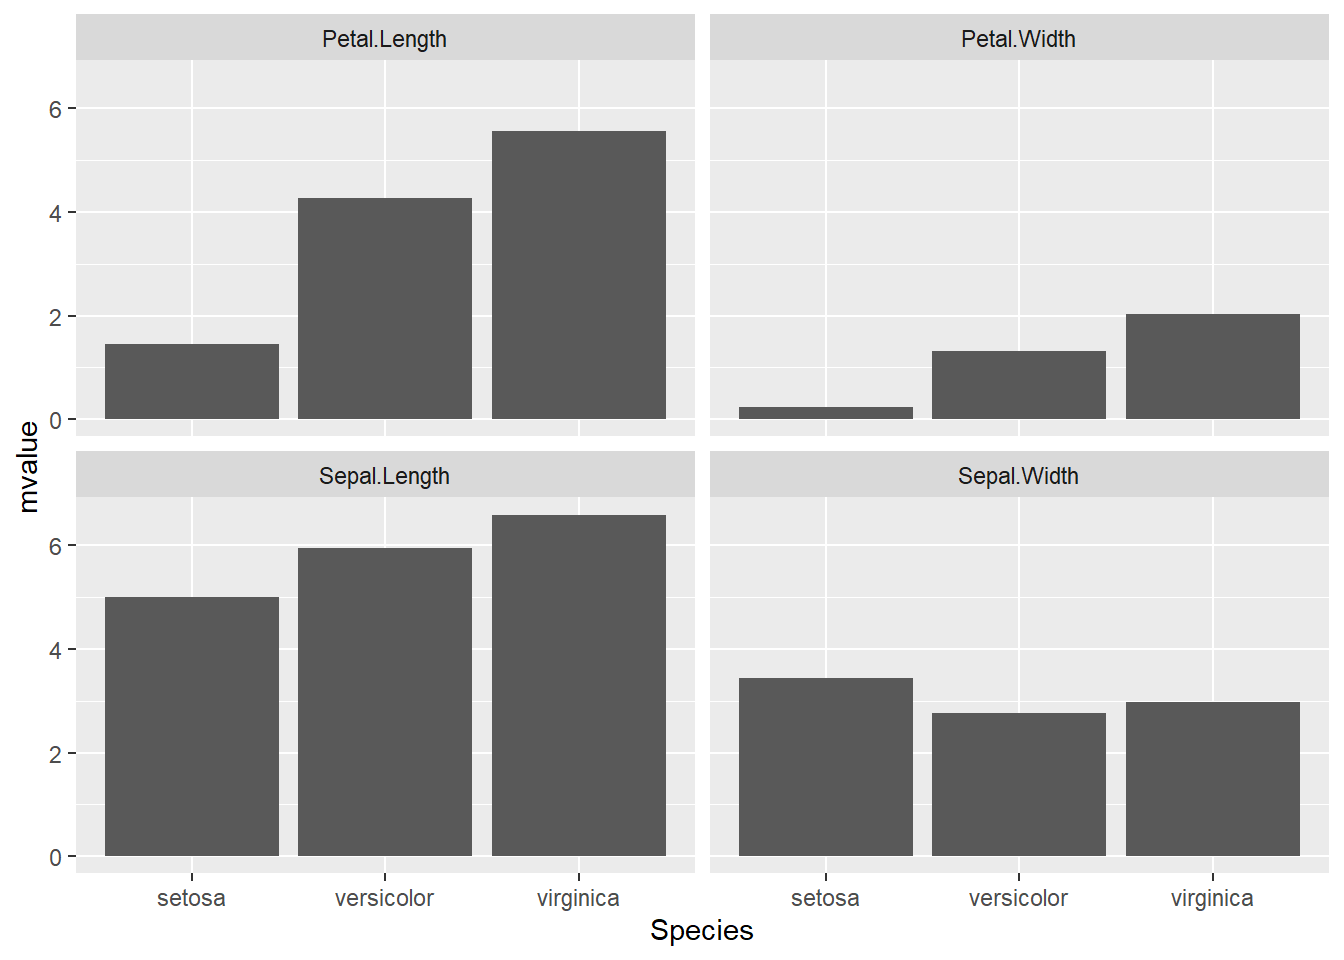 Petal.Length
Petal.Width
6
4
2
0
mvalue
Sepal.Length
Sepal.Width
6
4
2
0
setosa
versicolor
virginica
setosa
versicolor
virginica
Species